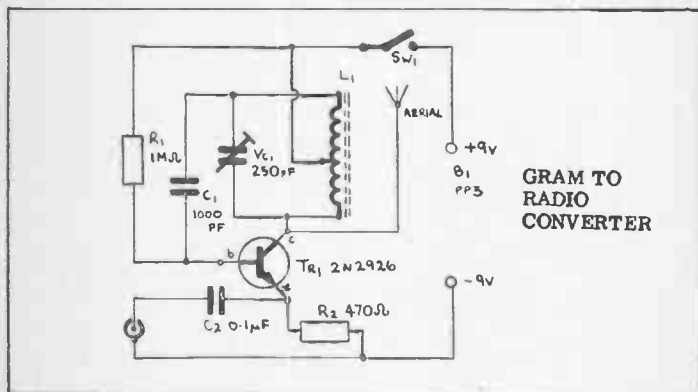 SW1
L1
AERIAL
R1
1MΩ
VC1
250pF
C1
1000
PF
+9V
B1
PP3
GRAM TO
RADIO
CONVERTER
b
c
TR1 2N2926
e
-9V
C2 0.1µF
R2 470Ω